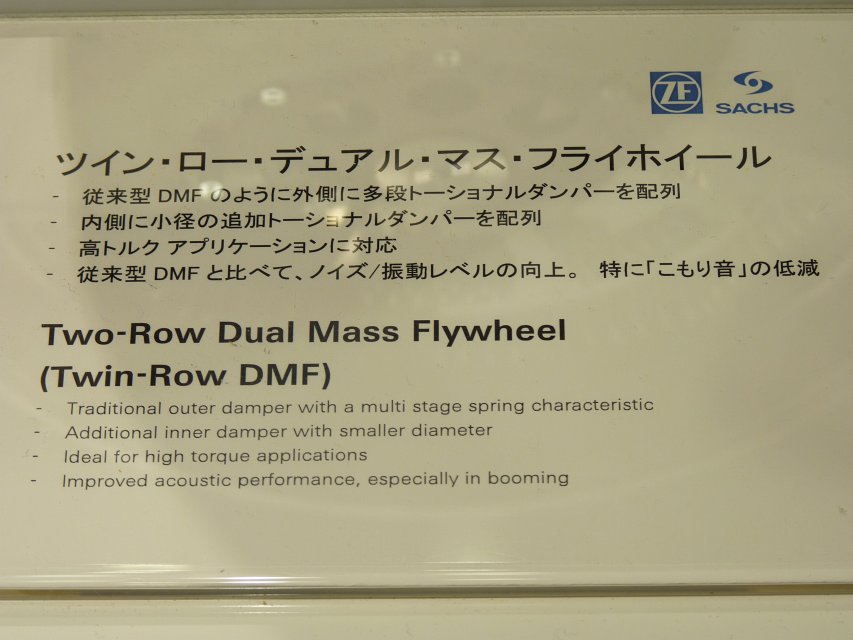 ZF
SACHS
ツイン・ロー・デュアル・マス・フライホイール
- 従来型 DMF のように外側に多段トーショナルダンパーを配列
- 内側に小径の追加トーショナルダンパーを配列
- 高トルク アプリケーションに対応
- 従来型 DMF と比べて、ノイズ/振動レベルの向上。 特に「こもり音」の低減
Two-Row Dual Mass Flywheel
(Twin-Row DMF)
- Traditional outer damper with a multi stage spring characteristic
- Additional inner damper with smaller diameter
- Ideal for high torque applications
- Improved acoustic performance, especially in booming